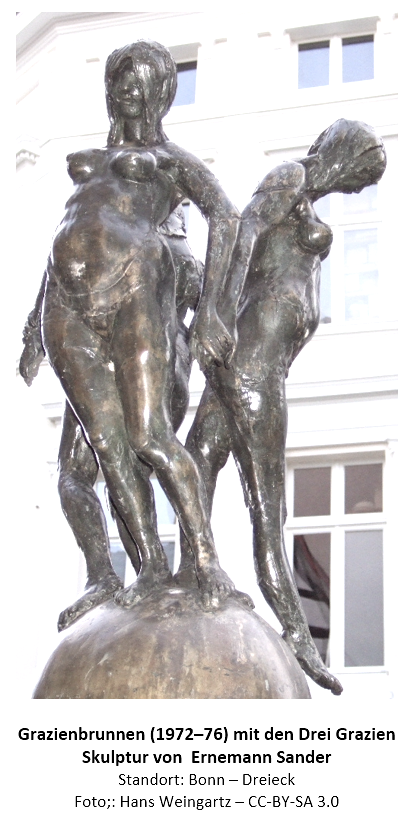 Grazienbrunnen (1972–76) mit den Drei Grazien
Skulptur von  Ernemann Sander
Standort: Bonn – Dreieck
Foto;: Hans Weingartz – CC-BY-SA 3.0